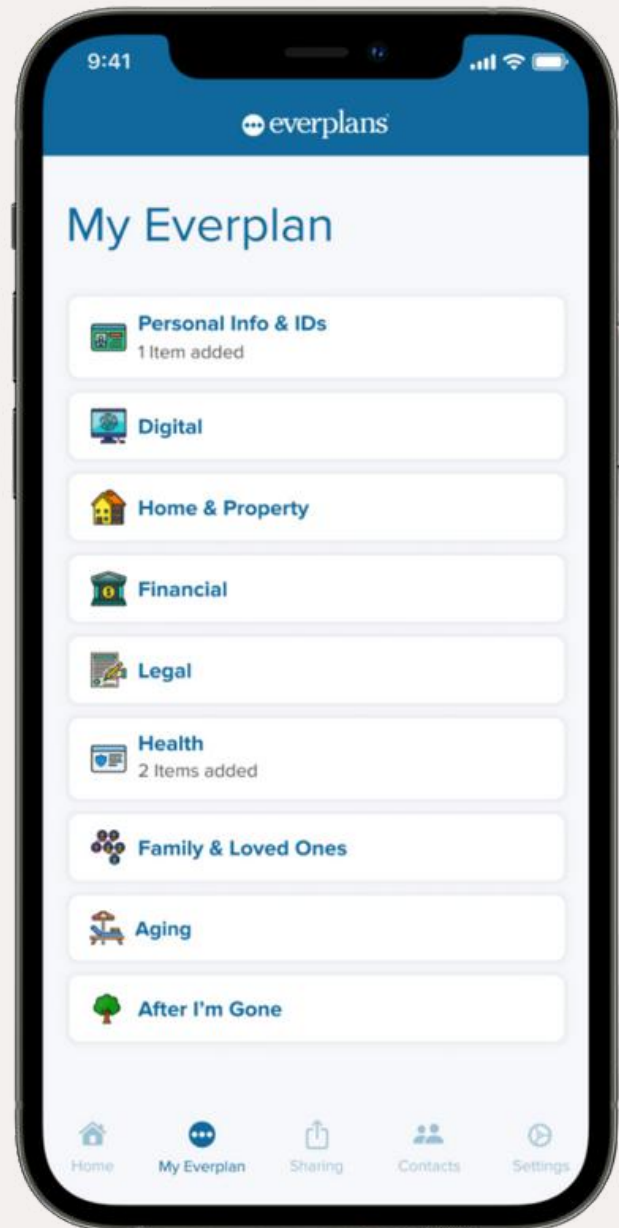 9:41
everplans
My Everplan
Personal Info & IDs
1 Item added
Digital
Home & Property
Financial
Legal
Health
2 Items added
Family & Loved Ones
Aging
After I'm Gone
Home My Everplan Sharing Contacts Settings